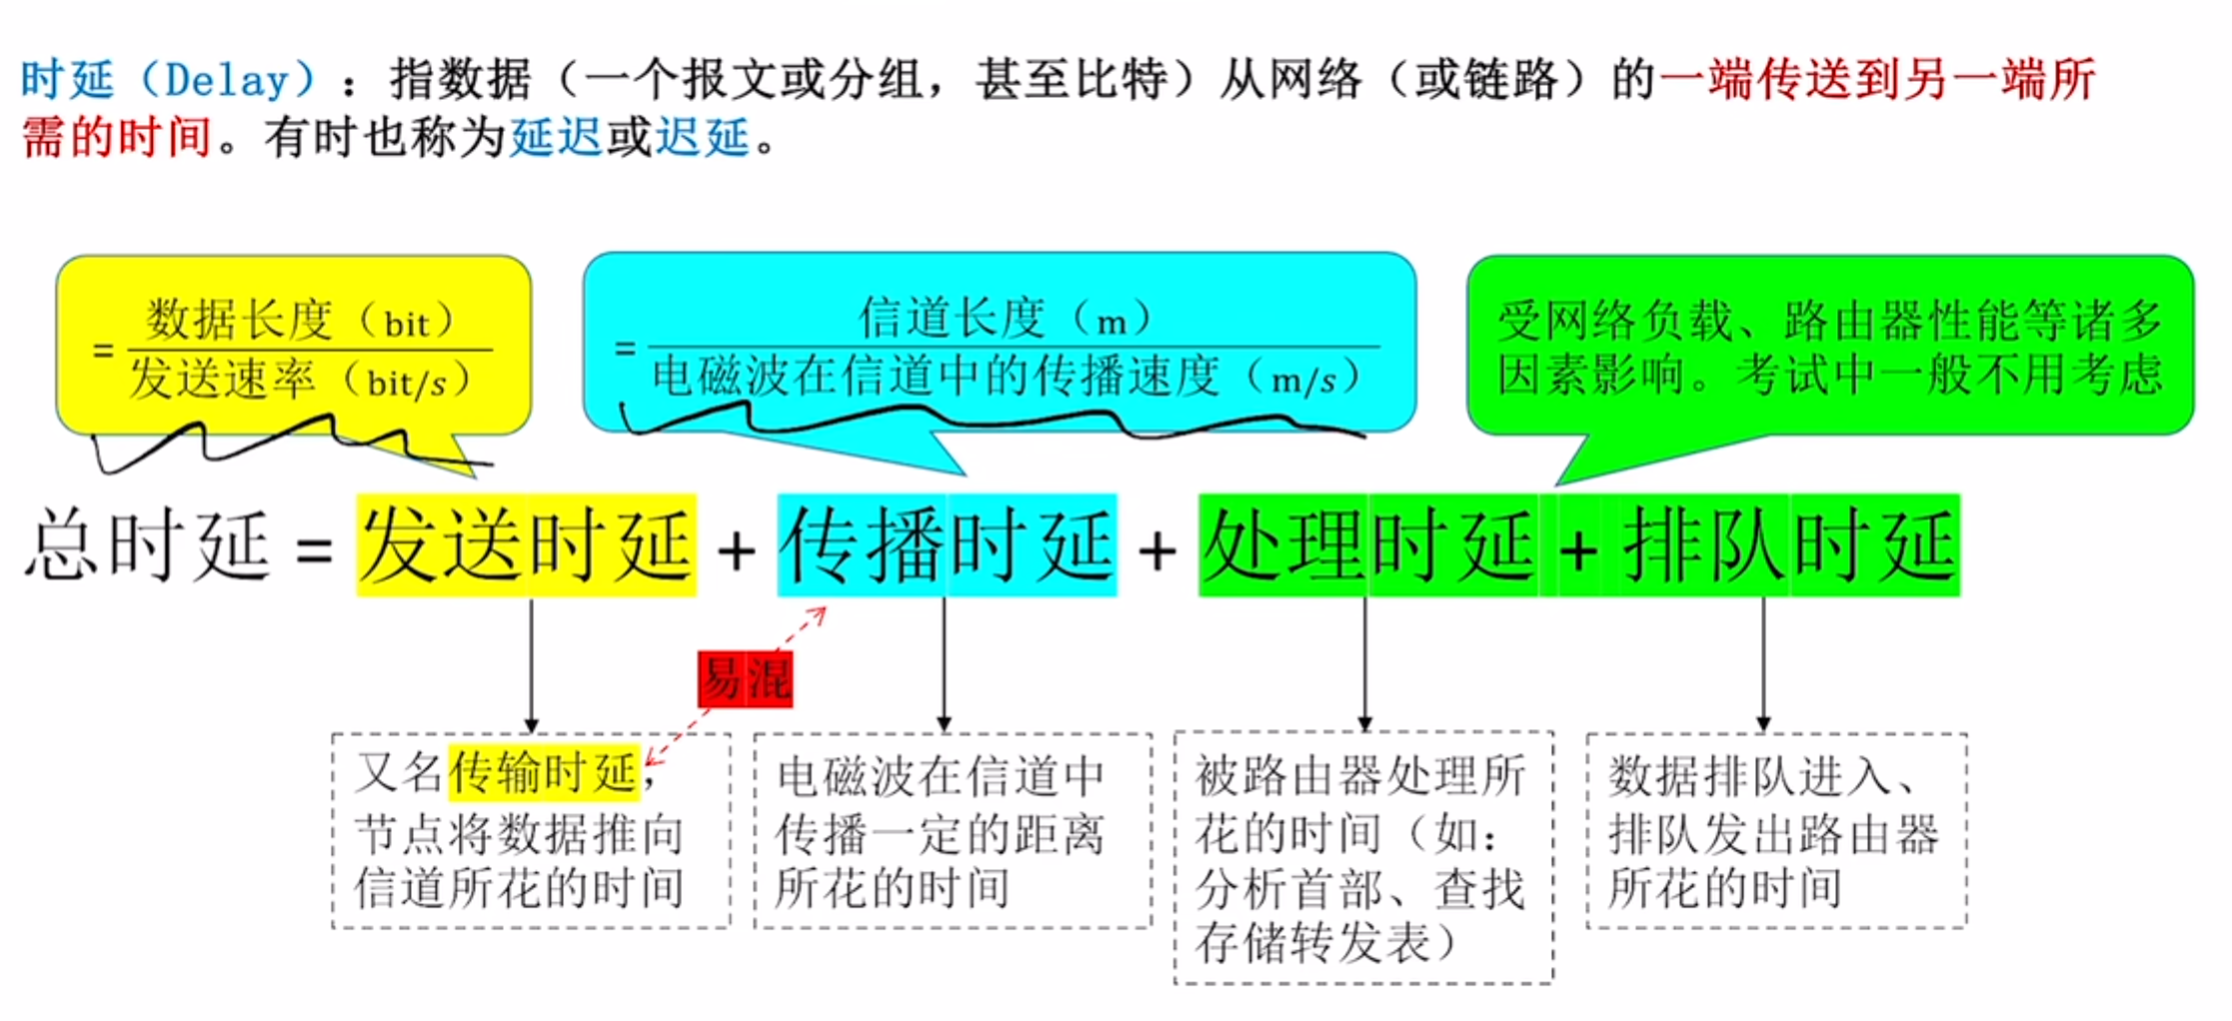 时延（Delay）：指数据（一个报文或分组，甚至比特）从网络（或链路）的一端传送到另一端所
需的时间。有时也称为延迟或迟延。
= 数据长度（bit）
发送速率（bit/s）
= 信道长度（m）
电磁波在信道中的传播速度（m/s）
受网络负载、路由器性能等诸多
因素影响。考试中一般不用考虑
总时延 = 发送时延 + 传播时延 + 处理时延 + 排队时延
易混
又名传输时延，
节点将数据推向
信道所花的时间
电磁波在信道中
传播一定的距离
所花的时间
被路由器处理所
花的时间（如：
分析首部、查找
存储转发表）
数据排队进入、
排队发出路由器
所花的时间